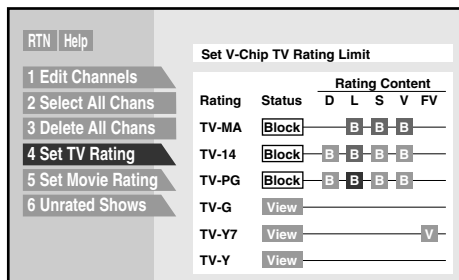 RTN Help
Set V-Chip TV Rating Limit
1 Edit Channels
2 Select All Chans
3 Delete All Chans
4 Set TV Rating
5 Set Movie Rating
6 Unrated Shows
Rating Content
Rating Status D L S V FV
TV-MA Block B B B
TV-14 Block B B B B
TV-PG Block B B B B
TV-G View
TV-Y7 View V
TV-Y View